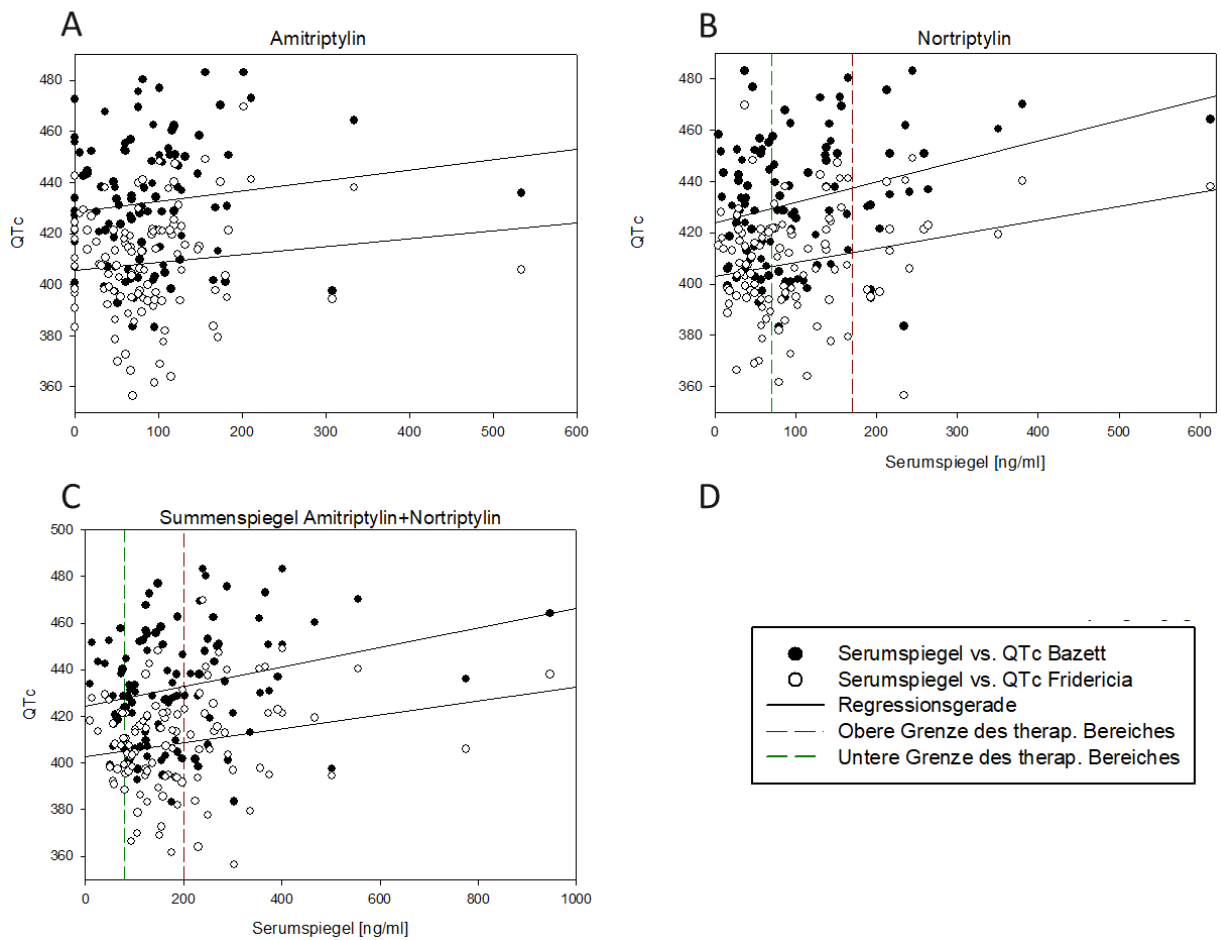 A
Amitriptylin
480
460
440
420
400
380
360
QTc
0
100
200
300
400
500
600
B
Nortriptylin
480
460
440
420
400
380
360
QTc
0
100
200
300
400
500
600
Serumspiegel [ng/ml]
C
Summenspiegel Amitriptylin+Nortriptylin
500
480
460
440
420
400
380
360
QTc
0
200
400
600
800
1000
Serumspiegel [ng/ml]
D
Serumspiegel vs. QTc Bazett
Serumspiegel vs. QTc Fridericia
Regressionsgerade
Obere Grenze des therap. Bereiches
Untere Grenze des therap. Bereiches